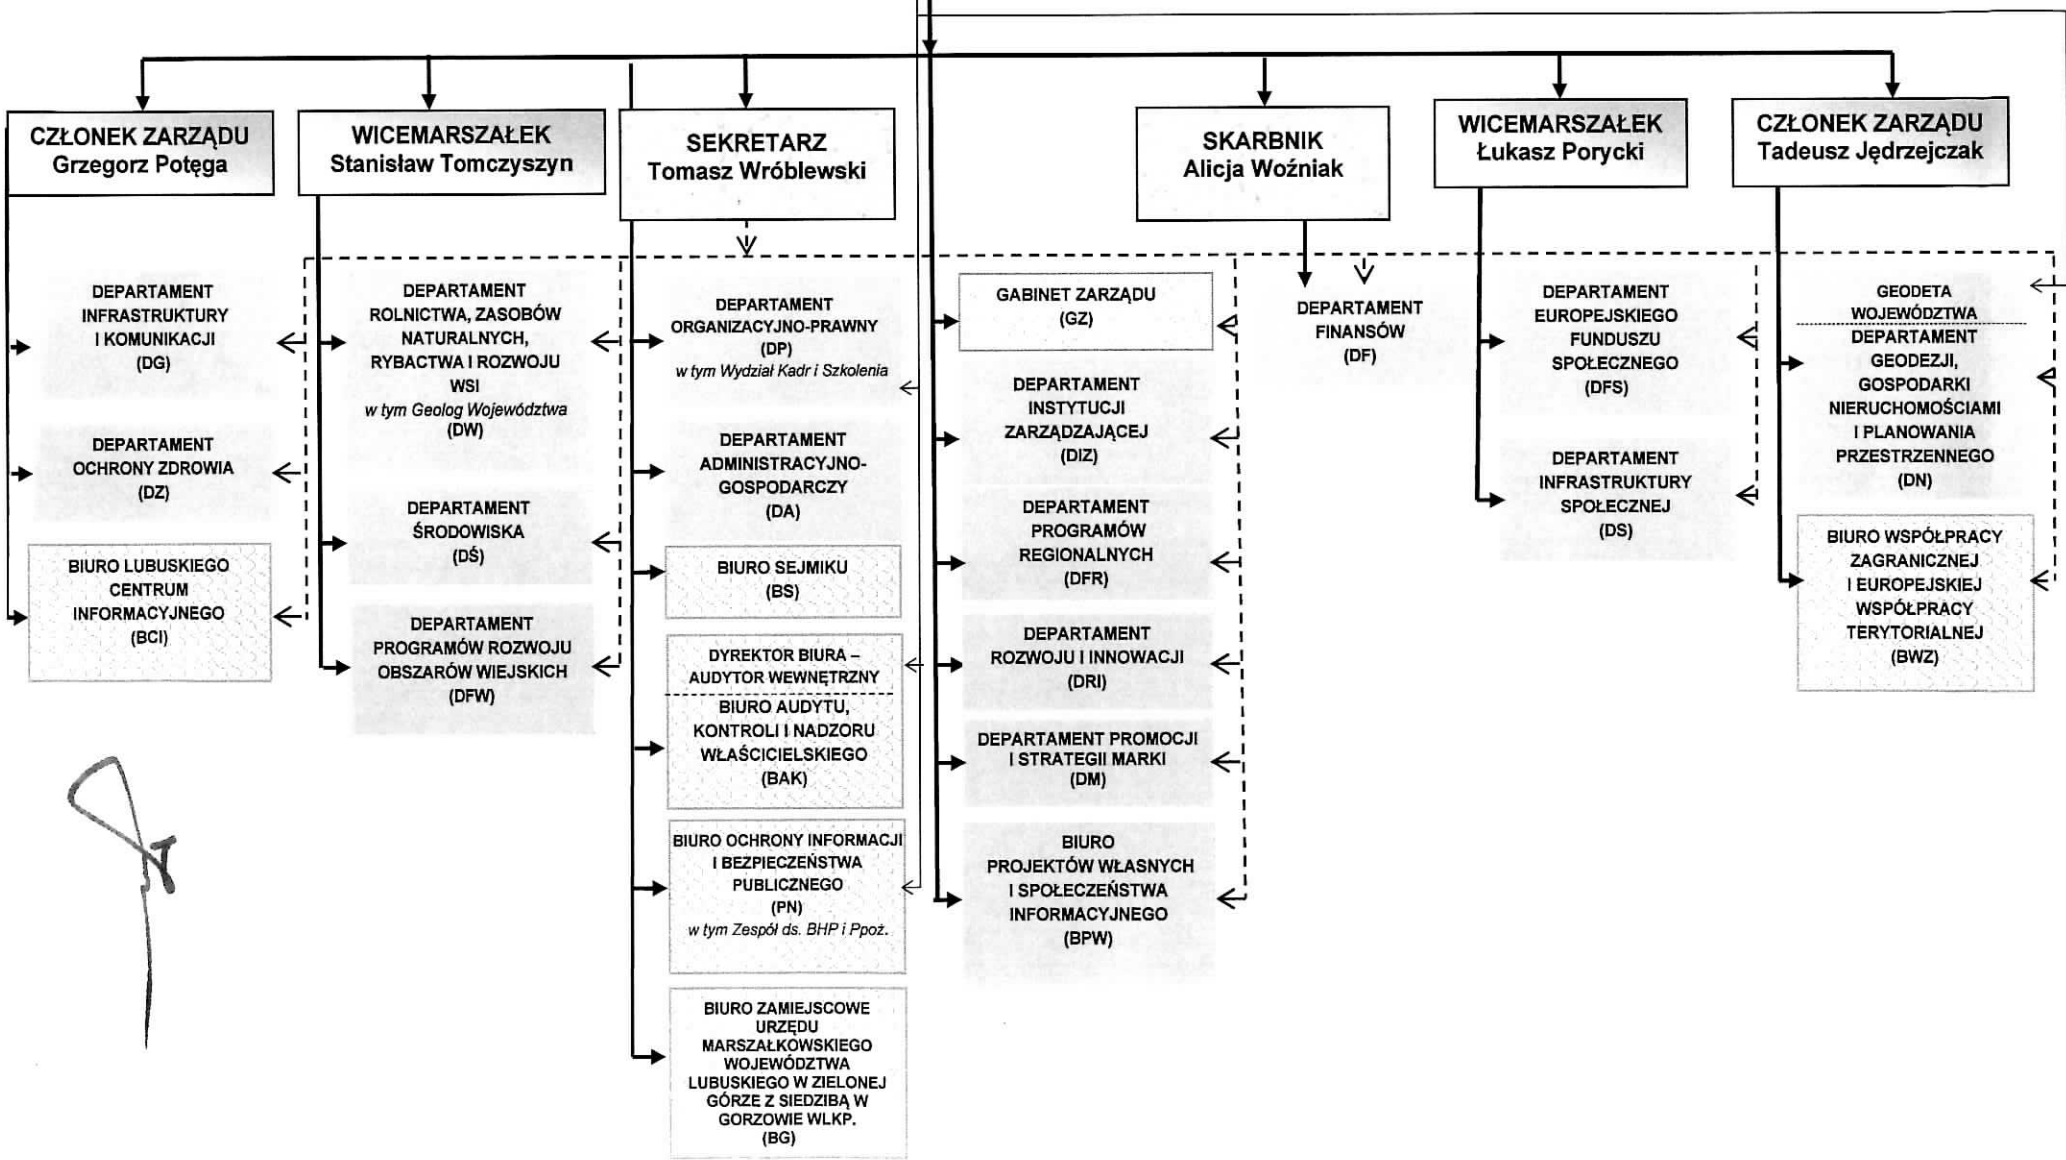 CZŁONEK ZARZĄDU
Grzegorz Potęga
WICEMARSZAŁEK
Stanisław Tomczyszyn
SEKRETARZ
Tomasz Wróblewski
SKARBNIK
Alicja Woźniak
WICEMARSZAŁEK
Łukasz Porycki
CZŁONEK ZARZĄDU
Tadeusz Jędrzejczak
DEPARTAMENT
INFRASTRUKTURY
I KOMUNIKACJI
(DG)
DEPARTAMENT
OCHRONY ZDROWIA
(DZ)
BIURO LUBUSKIEGO
CENTRUM
INFORMACYJNEGO
(BCI)
DEPARTAMENT
ROLNICTWA, ZASOBÓW
NATURALNYCH,
RYBACTWA I ROZWOJU
WSI
w tym Geolog Województwa
(DW)
DEPARTAMENT
ŚRODOWISKA
(DŚ)
DEPARTAMENT
PROGRAMÓW ROZWOJU
OBSZARÓW WIEJSKICH
(DFW)
DEPARTAMENT
ORGANIZACYJNO-PRAWNY
(DP)
w tym Wydział Kadr i Szkolenia
DEPARTAMENT
ADMINISTRACYJNO-
GOSPODARCZY
(DA)
BIURO SEJMIKU
(BS)
DYREKTOR BIURA –
AUDYTOR WEWNĘTRZNY
BIURO AUDYTU,
KONTROLI I NADZORU
WŁAŚCICIELSKIEGO
(BAK)
BIURO OCHRONY INFORMACJI
I BEZPIECZEŃSTWA
PUBLICZNEGO
(PN)
w tym Zespół ds. BHP i Ppoż.
BIURO ZAMIEJSCOWE
URZĘDU
MARSZAŁKOWSKIEGO
WOJEWÓDZTWA
LUBUSKIEGO W ZIELONEJ
GÓRZE Z SIEDZIBĄ W
GORZOWIE WLKP.
(BG)
GABINET ZARZĄDU
(GZ)
DEPARTAMENT
INSTYTUCJI
ZARZĄDZAJĄCEJ
(DIZ)
DEPARTAMENT
PROGRAMÓW
REGIONALNYCH
(DFR)
DEPARTAMENT
ROZWOJU I INNOWACJI
(DRI)
DEPARTAMENT PROMOCJI
I STRATEGII MARKI
(DM)
BIURO
PROJEKTÓW WŁASNYCH
I SPOŁECZEŃSTWA
INFORMACYJNEGO
(BPW)
DEPARTAMENT
FINANSÓW
(DF)
DEPARTAMENT
EUROPEJSKIEGO
FUNDUSZU
SPOŁECZNEGO
(DFS)
DEPARTAMENT
INFRASTRUKTURY
SPOŁECZNEJ
(DS)
GEODETA
WOJEWÓDZTWA
DEPARTAMENT
GEODEZJI,
GOSPODARKI
NIERUCHOMOŚCIAMI
I PLANOWANIA
PRZESTRZENNEGO
(DN)
BIURO WSPÓŁPRACY
ZAGRANICZNEJ
I EUROPEJSKIEJ
WSPÓŁPRACY
TERYTORIALNEJ
(BWZ)